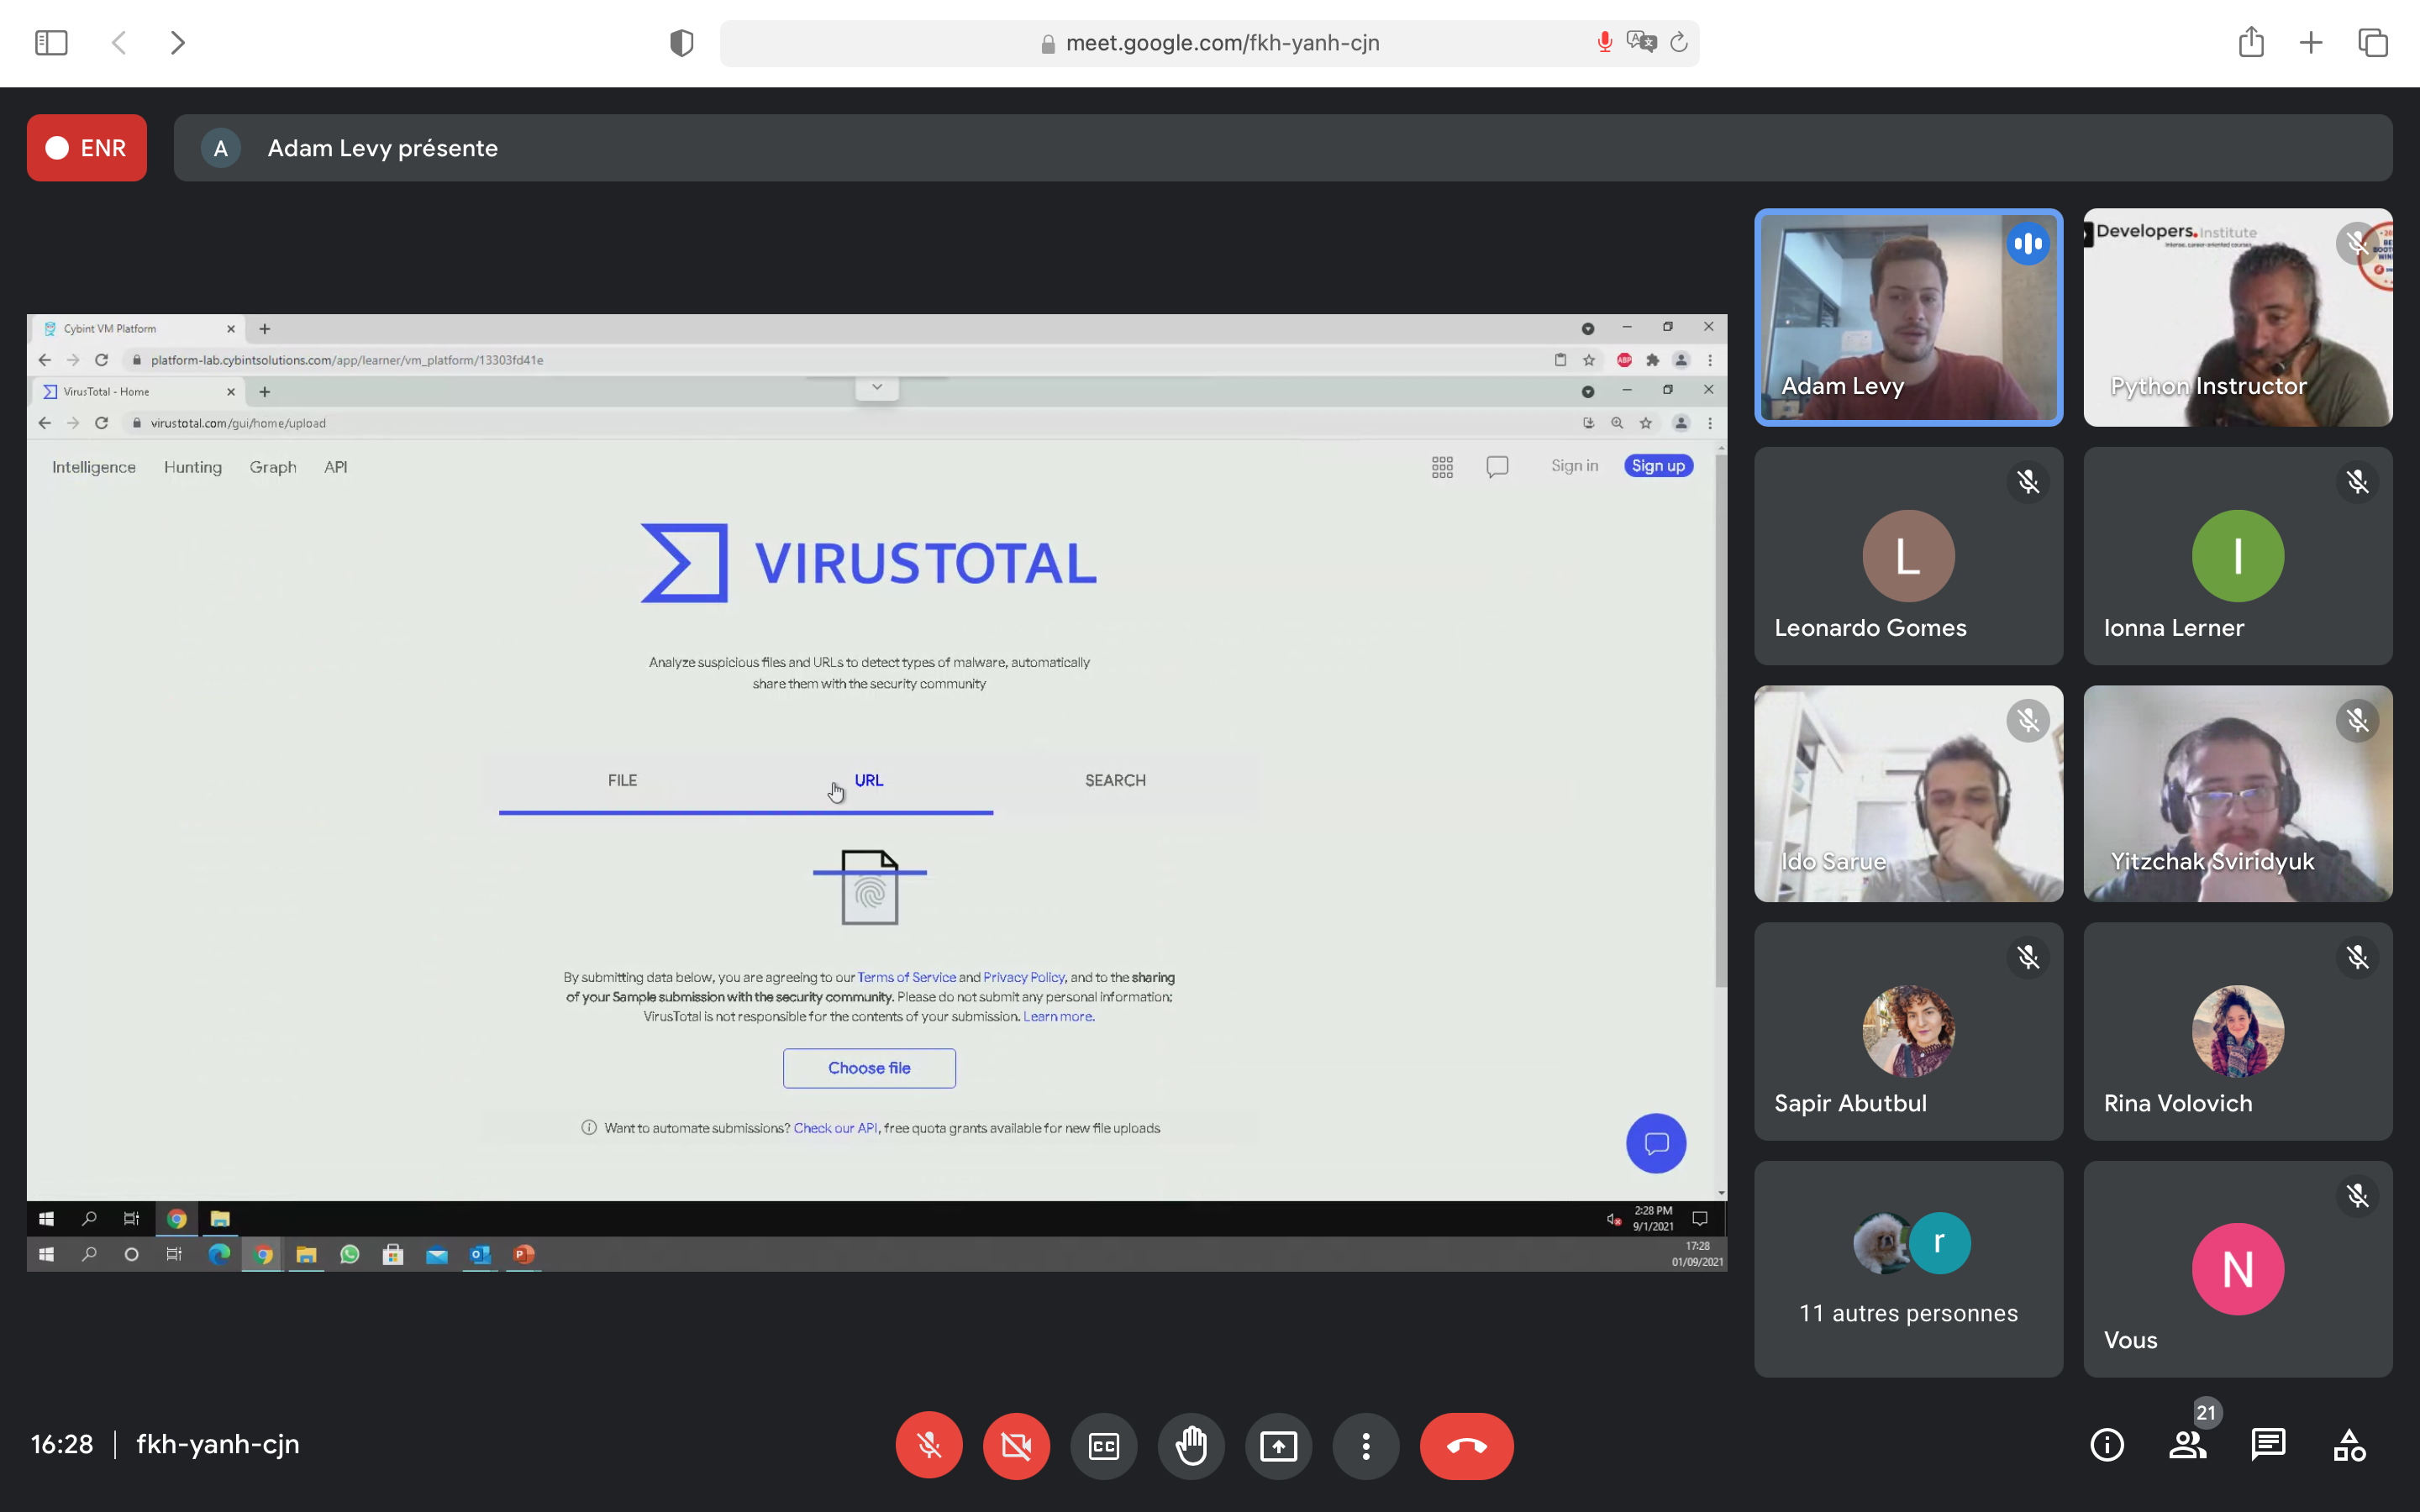 meet.google.com/fkh-yanh-cjn
ENR
A
Adam Levy présente
Cybint VM Platform
platform-lab.cybintsolutions.com/app/learner/vm_platform/13303fd41e
ABP
VirusTotal - Home
virustotal.com/gui/home/upload
Intelligence Hunting Graph API
Sign in Sign up
VIRUSTOTAL
Analyze suspicious files and URLs to detect types of malware, automatically
share them with the security community
FILE URL SEARCH
By submitting data below, you are agreeing to our Terms of Service and Privacy Policy, and to the sharing
of your Sample submission with the security community. Please do not submit any personal information;
VirusTotal is not responsible for the contents of your submission. Learn more.
Choose file
Want to automate submissions? Check our API, free quota grants available for new file uploads
2:28 PM
9/1/2021
17:28
01/09/2021
Adam Levy
Developers.Institute
Intense, career-oriented courses
Python Instructor
L
Leonardo Gomes
I
Ionna Lerner
Ido Sarue
Yitzchak Sviridyuk
Sapir Abutbul
Rina Volovich
r
11 autres personnes
N
Vous
16:28 | fkh-yanh-cjn
CC
21